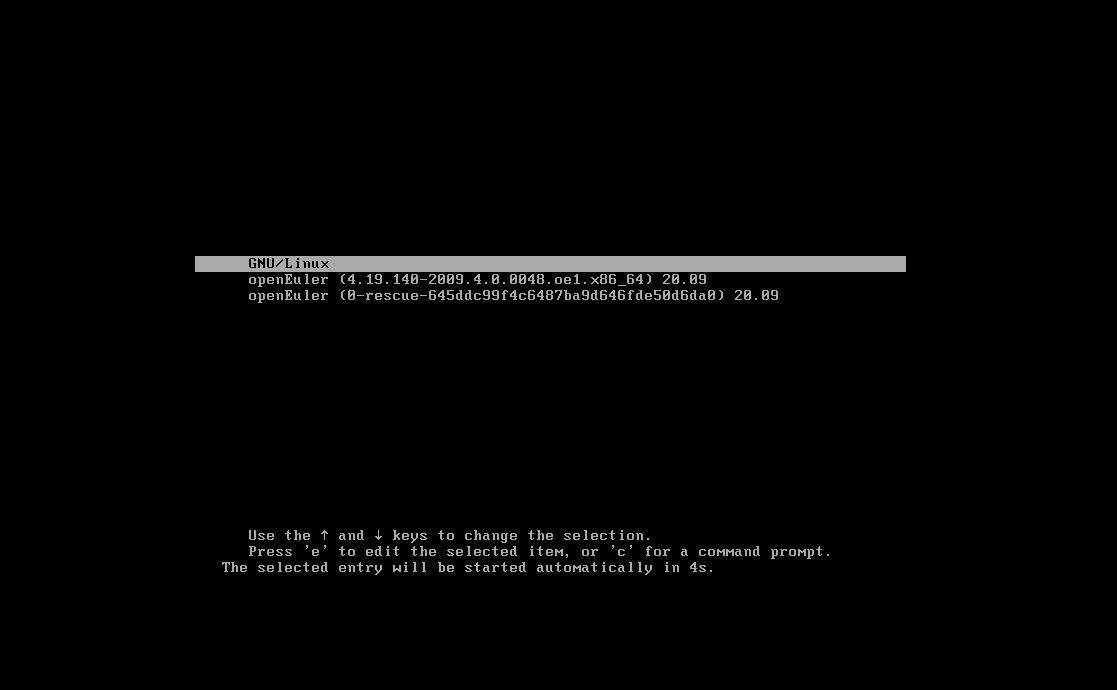 GNU/Linux
openEuler (4.19.140-2009.4.0.0048.oe1.x86_64) 20.09
openEuler (0-rescue-645ddc99f4c6487ba9d646fde50d6da0) 20.09
Use the ↑ and ↓ keys to change the selection.
Press 'e' to edit the selected item, or 'c' for a command prompt.
The selected entry will be started automatically in 4s.